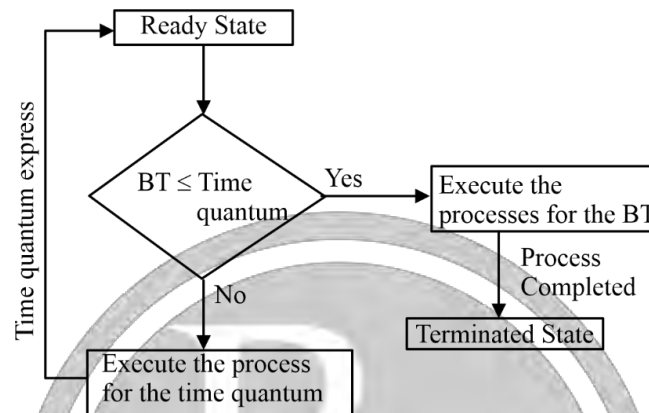 Ready State
Time quantum express
BT ≤ Time
quantum
Yes
Execute the
processes for the BT
No
Process
Completed
Terminated State
Execute the process
for the time quantum